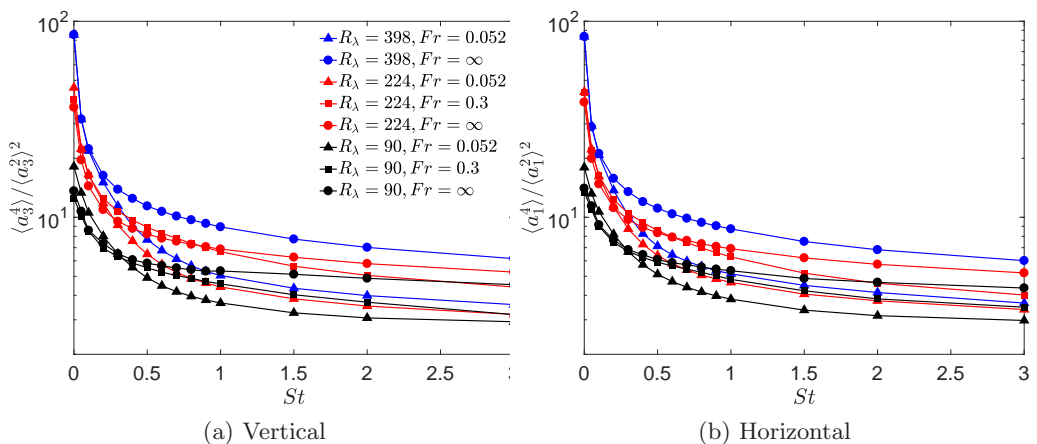 10^2
10^1
⟨a_3^4⟩/⟨a_3^2⟩^2
R_λ = 398, Fr = 0.052
R_λ = 398, Fr = ∞
R_λ = 224, Fr = 0.052
R_λ = 224, Fr = 0.3
R_λ = 224, Fr = ∞
R_λ = 90, Fr = 0.052
R_λ = 90, Fr = 0.3
R_λ = 90, Fr = ∞
0 0.5 1 1.5 2 2.5 3
St
(a) Vertical
10^2
10^1
⟨a_1^4⟩/⟨a_1^2⟩^2
0 0.5 1 1.5 2 2.5 3
St
(b) Horizontal